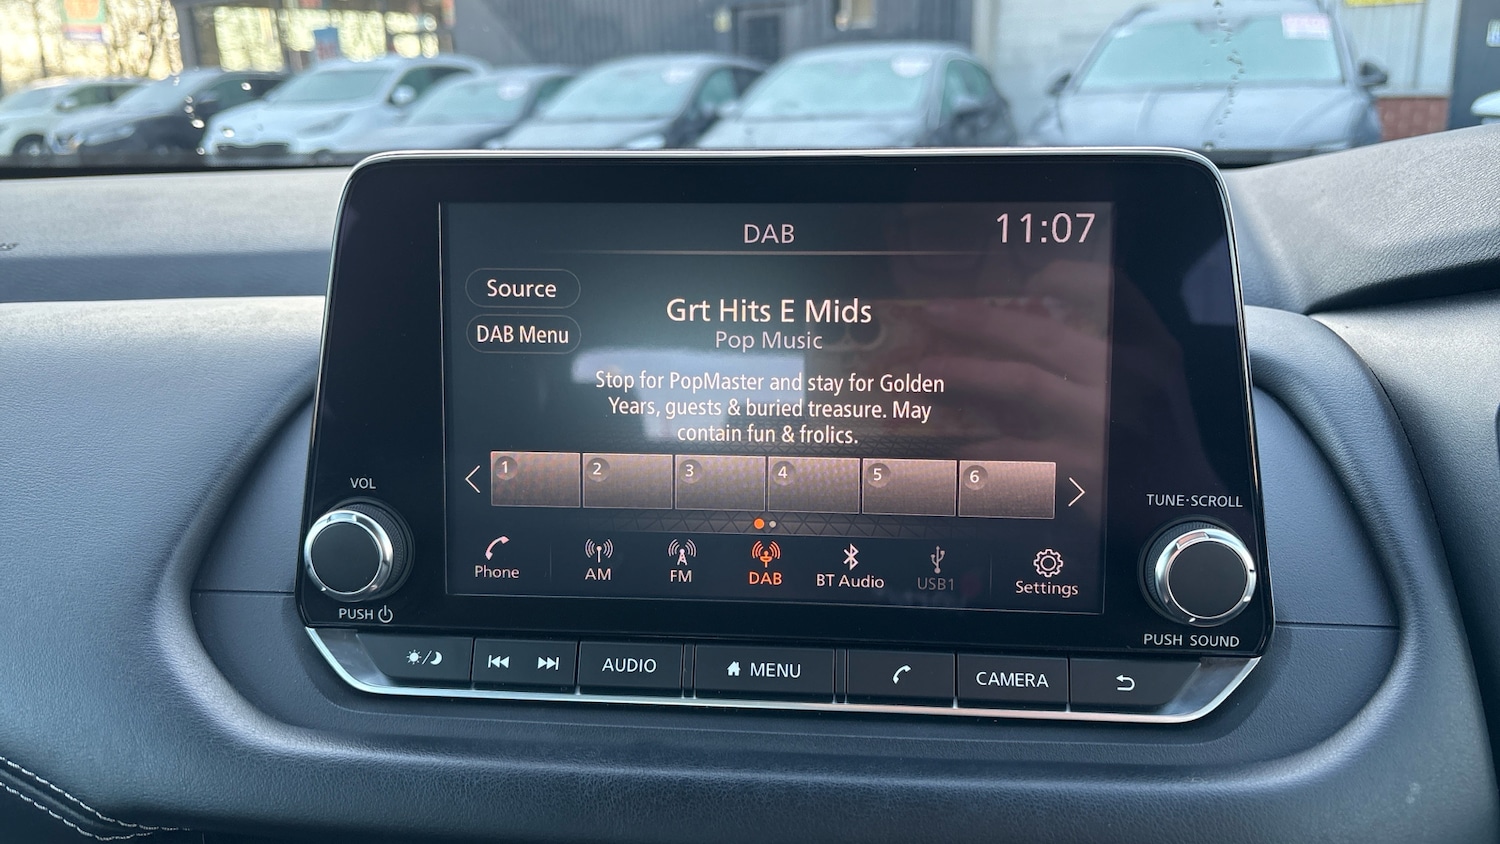 DAB
11:07
Source
DAB Menu
Grt Hits E Mids
Pop Music
Stop for PopMaster and stay for Golden
Years, guests & buried treasure. May
contain fun & frolics.
1 2 3 4 5 6
VOL
TUNE·SCROLL
Phone AM FM DAB BT Audio USB1 Settings
PUSH
PUSH SOUND
AUDIO MENU CAMERA